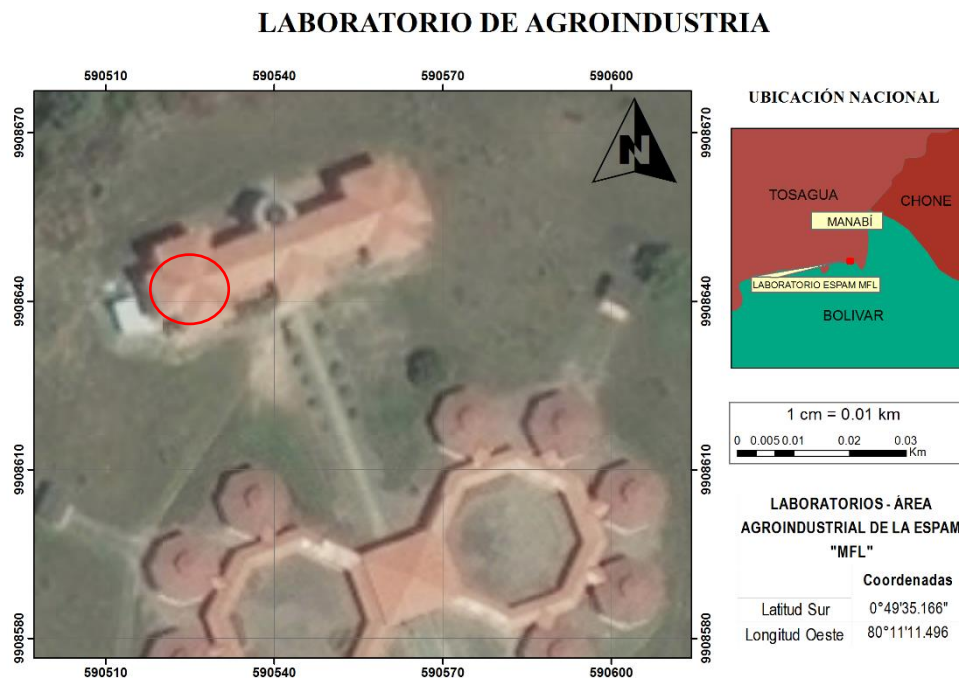 LABORATORIO DE AGROINDUSTRIA
590510 590540 590570 590600
9908670
9908640
9908610
9908580
N
590510 590540 590570 590600
9908670
9908640
9908610
9908580
UBICACIÓN NACIONAL
TOSAGUA
CHONE
MANABÍ
LABORATORIO ESPAM MFL
BOLIVAR
1 cm = 0.01 km
0 0.005 0.01 0.02 0.03
Km
LABORATORIOS - ÁREA
AGROINDUSTRIAL DE LA ESPAM
"MFL"
Coordenadas
Latitud Sur 0°49'35.166"
Longitud Oeste 80°11'11.496